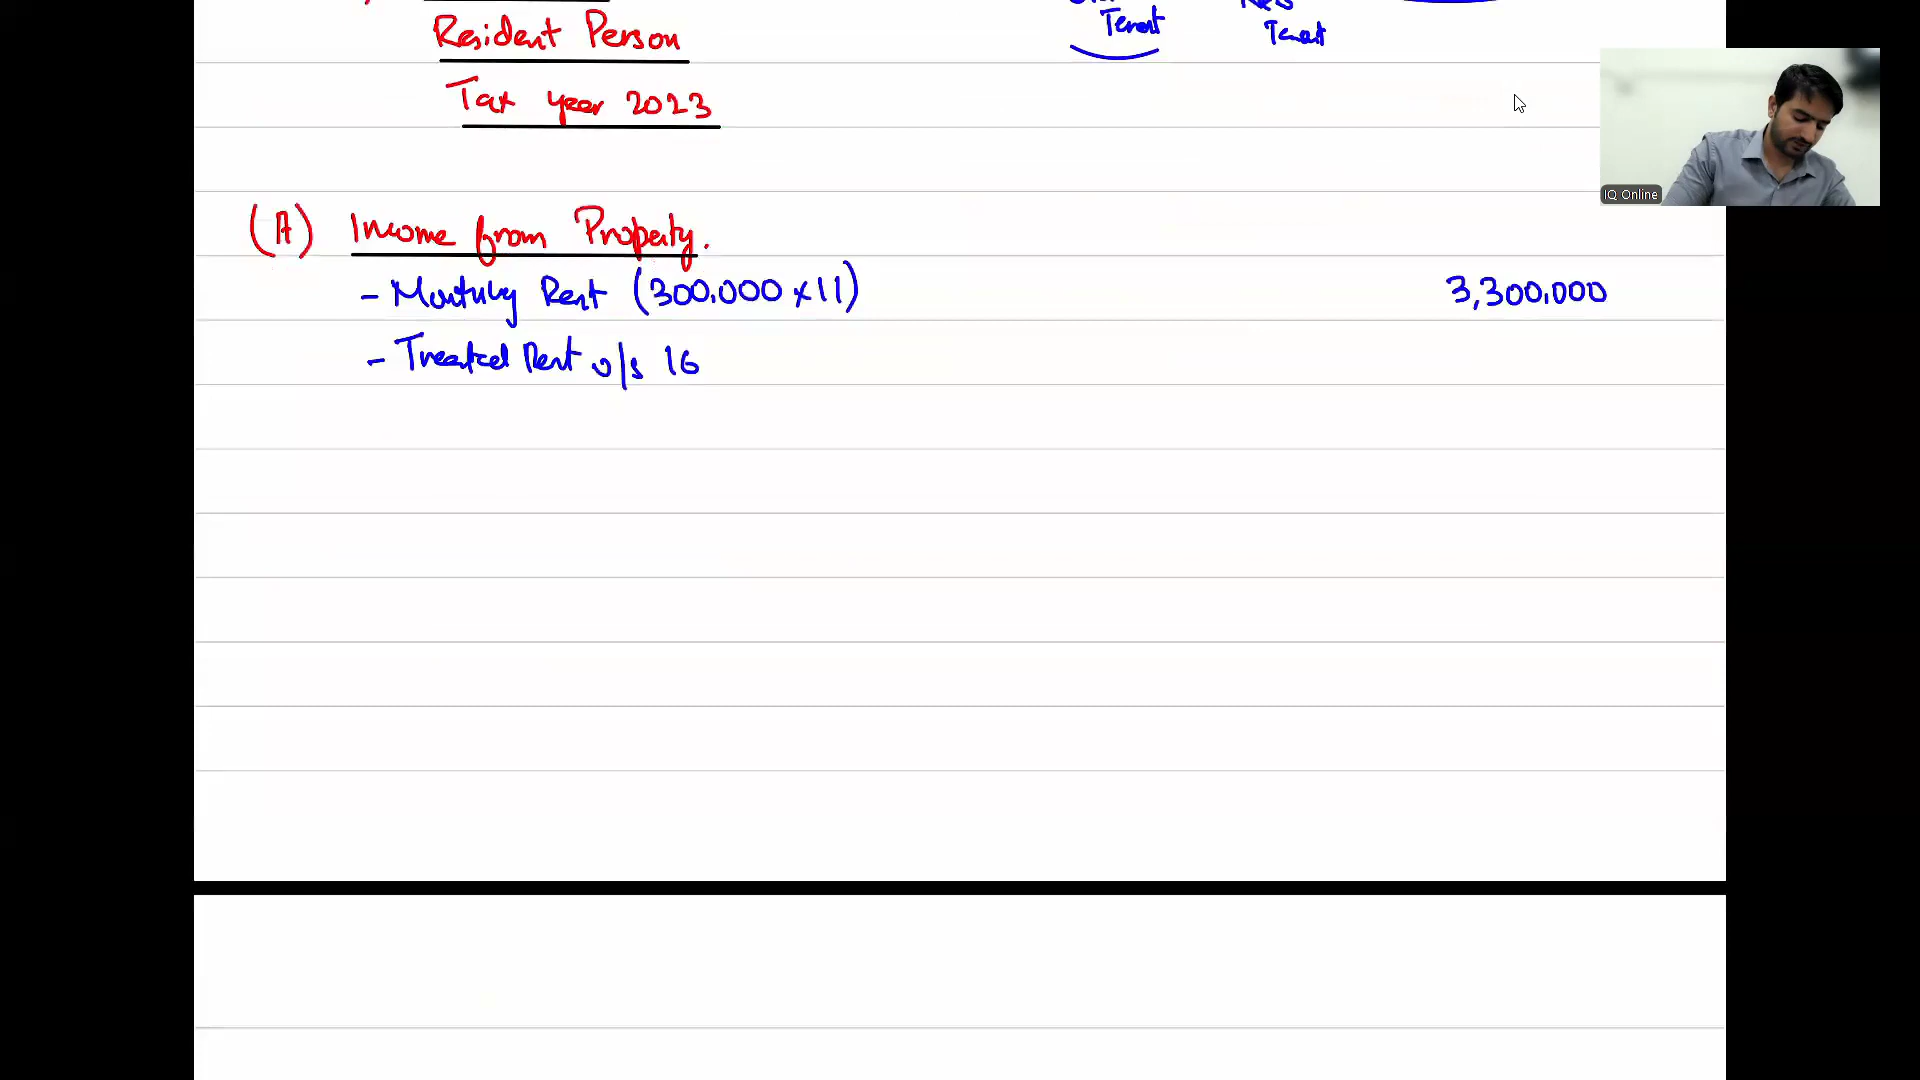 Resident Person
Tax year 2023
Tenant
Tenant
IQ Online
(A) Income from Property.
- Monthly Rent (300,000 x 11) 3,300,000
- Treated Rent u/s 16